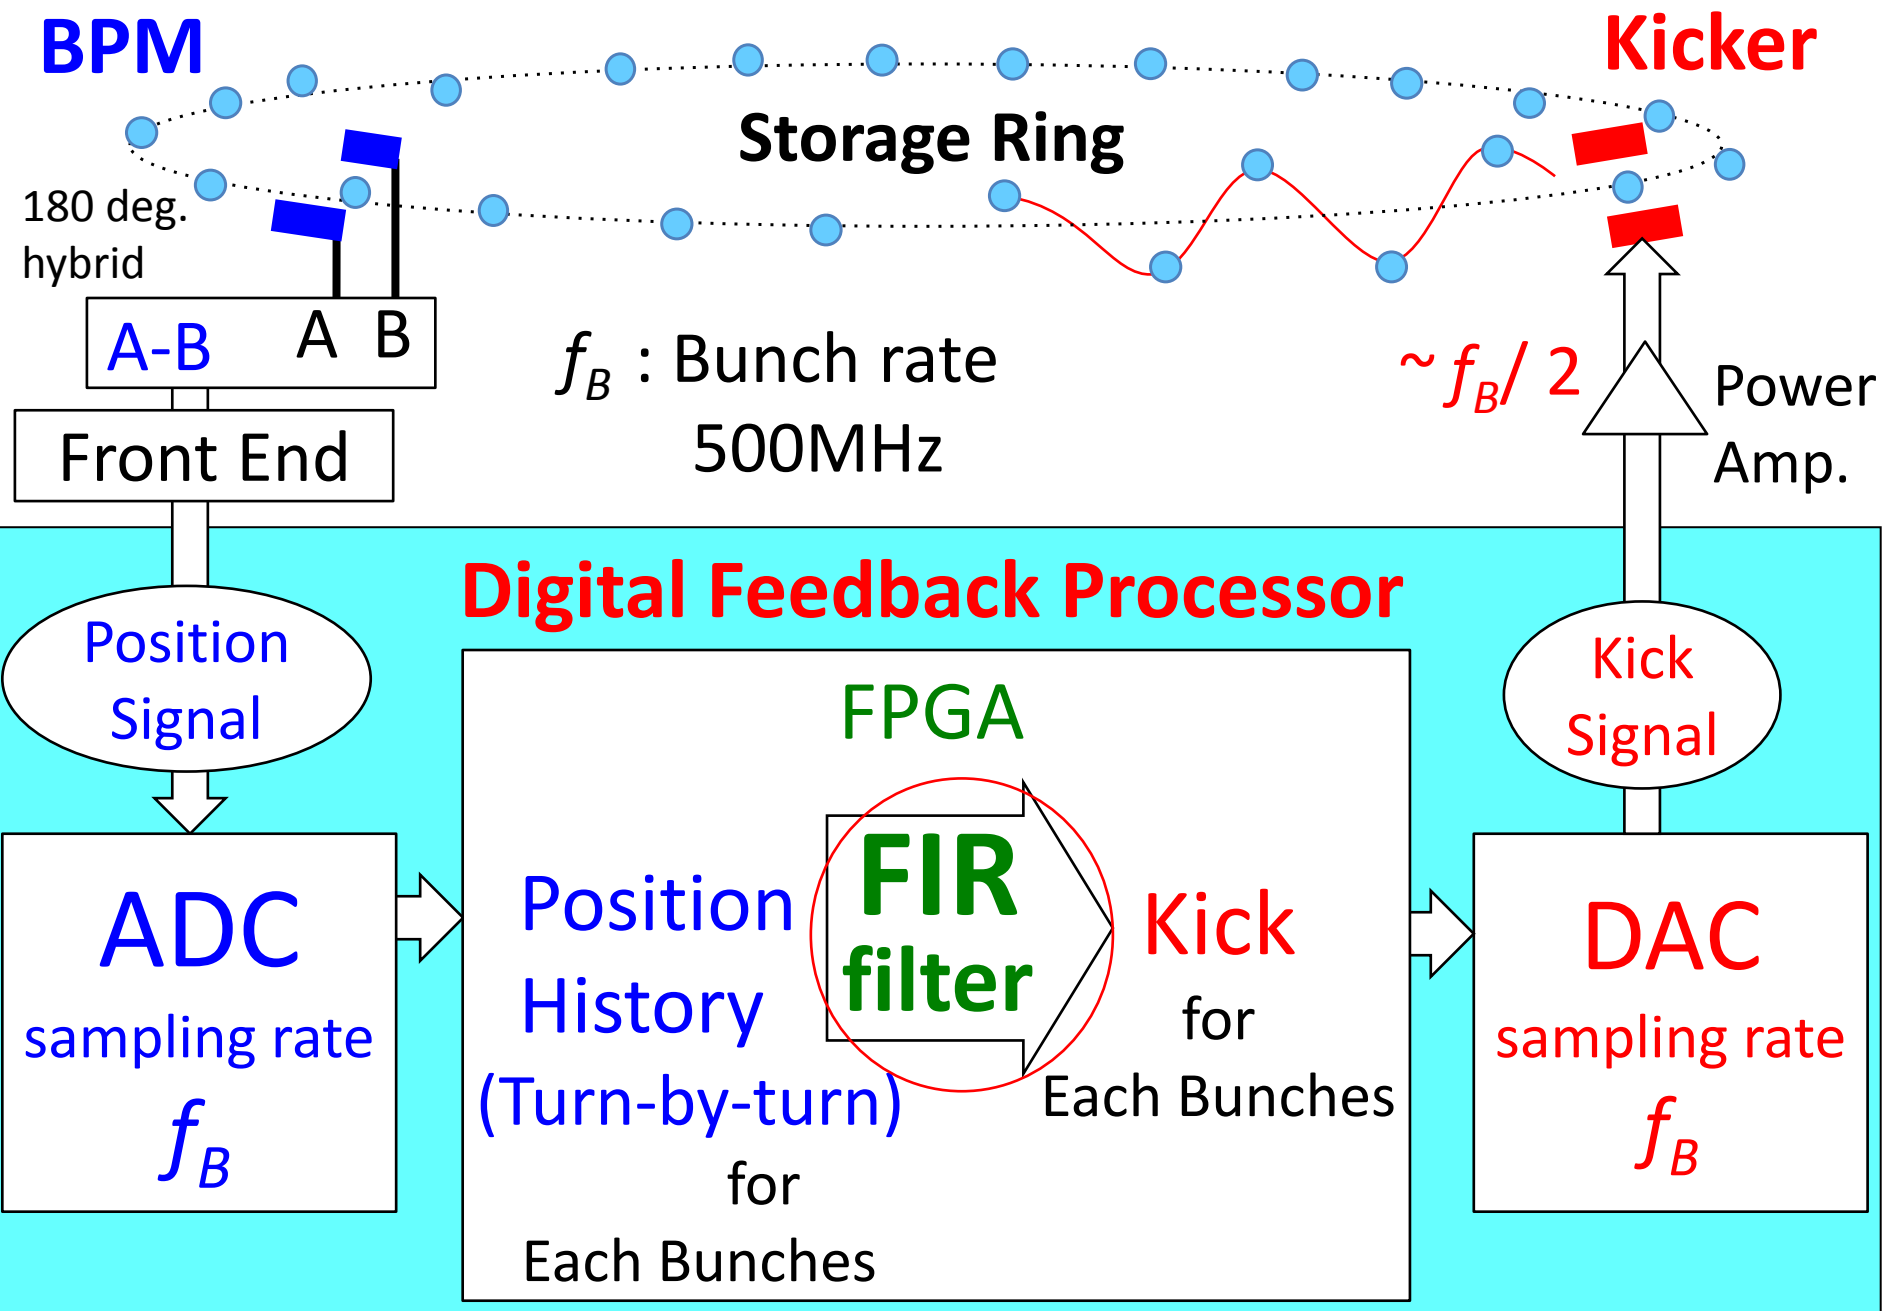 BPM
Kicker
Storage Ring
180 deg.
hybrid
A-B A B
f_B : Bunch rate
500MHz
~f_B/ 2
Power
Amp.
Front End
Digital Feedback Processor
Position
Signal
Kick
Signal
FPGA
ADC
sampling rate
f_B
Position
History
(Turn-by-turn)
for
Each Bunches
FIR
filter
Kick
for
Each Bunches
DAC
sampling rate
f_B